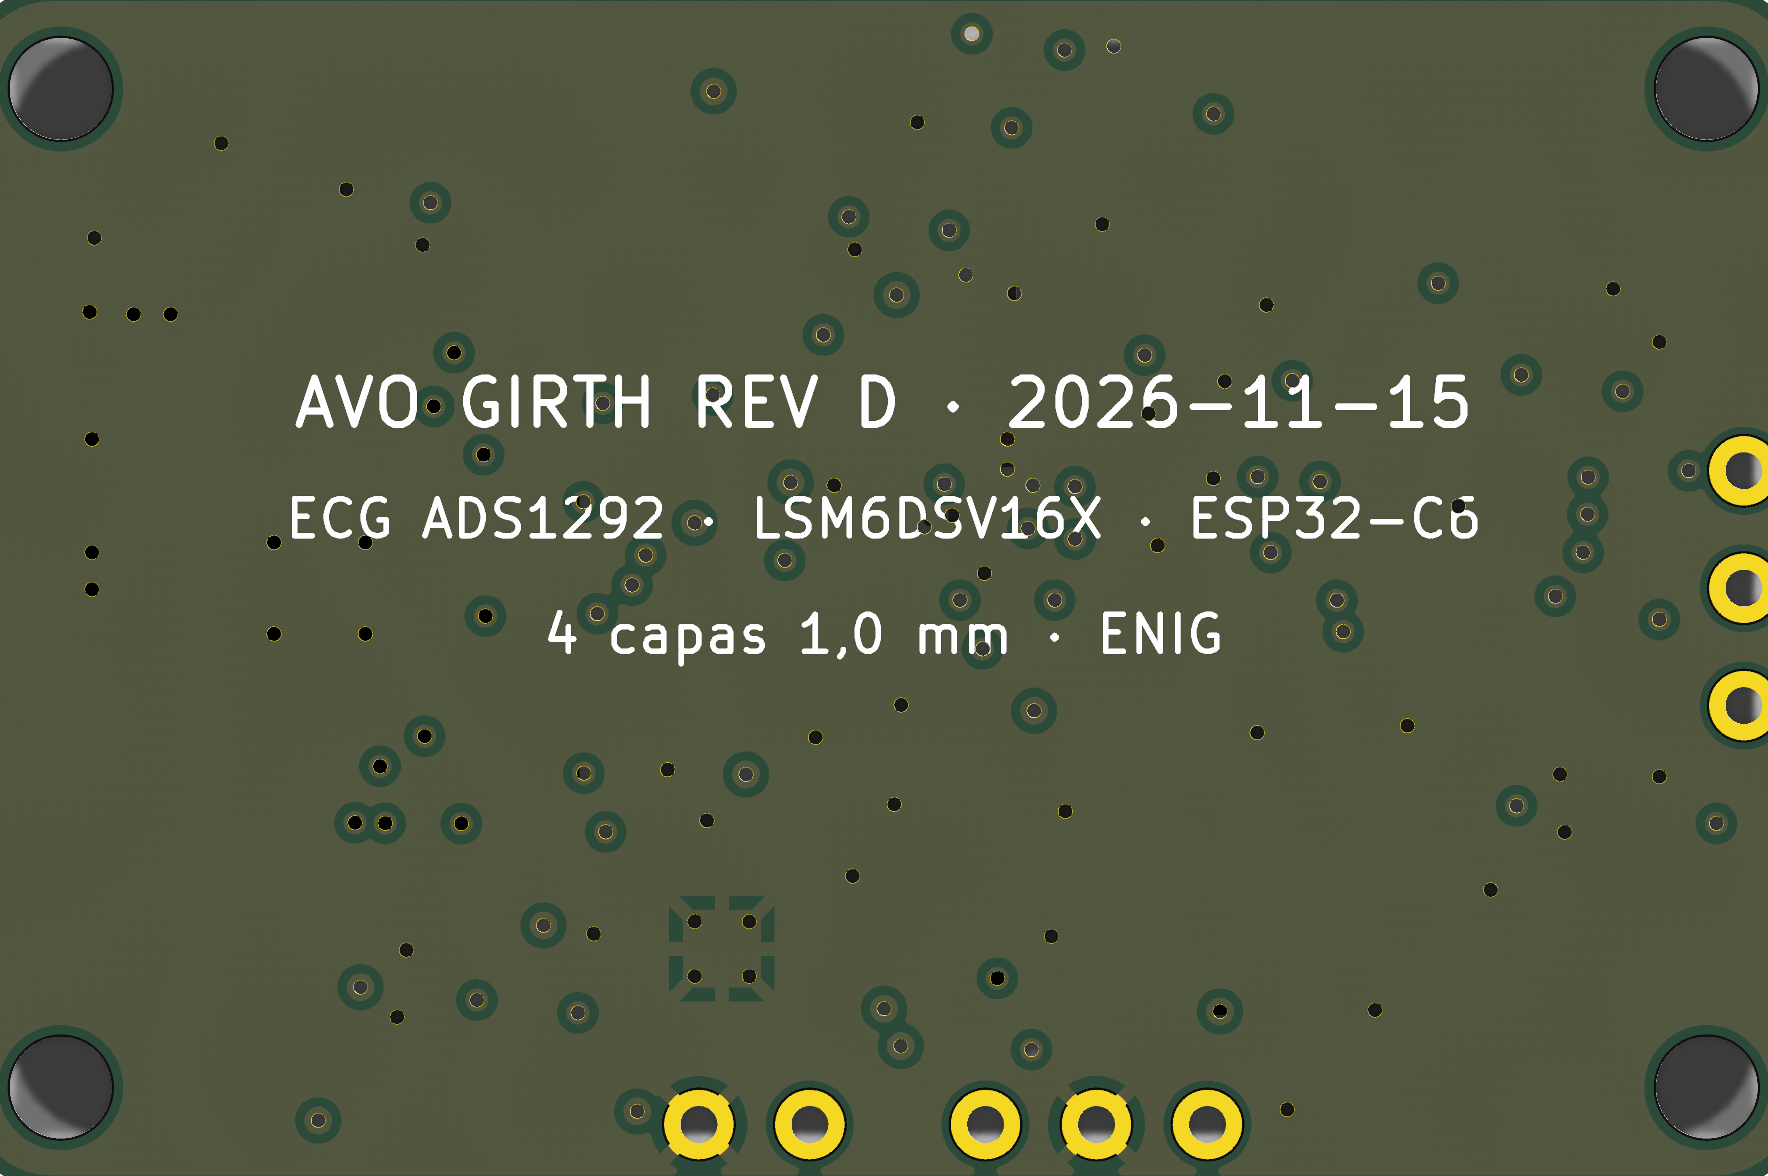 AVO GIRTH REV D · 2026-11-15
ECG ADS1292 · LSM6DSV16X · ESP32-C6
4 capas 1,0 mm · ENIG